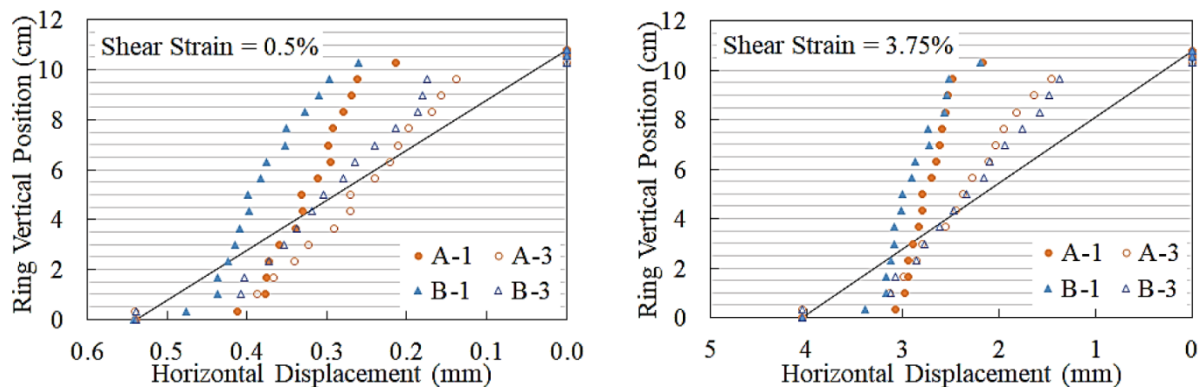 Ring Vertical Position (cm)
12
10
8
6
4
2
0
Shear Strain = 0.5%
A-1
A-3
B-1
B-3
0.6
0.5
0.4
0.3
0.2
0.1
0.0
Horizontal Displacement (mm)
Ring Vertical Position (cm)
12
10
8
6
4
2
0
Shear Strain = 3.75%
A-1
A-3
B-1
B-3
5
4
3
2
1
0
Horizontal Displacement (mm)